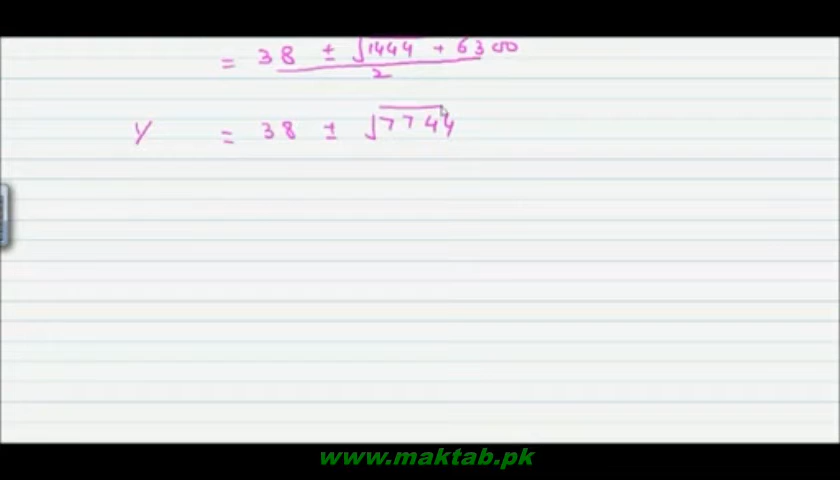 = 38 ± √1444 + 6300
2
y = 38 ± √7744
www.maktab.pk